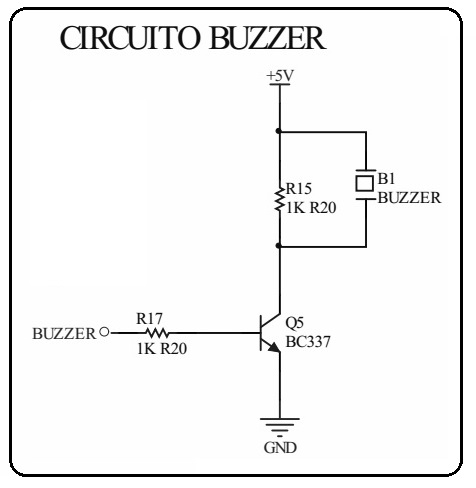 CIRCUITO BUZZER
+5V
R15
1K R20
B1
BUZZER
R17
1K R20
BUZZER
Q5
BC337
GND